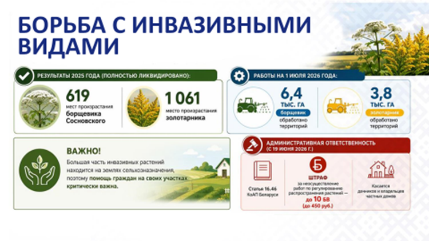 БОРЬБА С ИНВАЗИВНЫМИ
ВИДАМИ
РЕЗУЛЬТАТЫ 2025 ГОДА (ПОЛНОСТЬЮ ЛИКВИДИРОВАНО):
619
мест произрастания
борщевика
Сосновского
1 061
место произрастания
золотарника
РАБОТЫ НА 1 ИЮЛЯ 2026 ГОДА:
6,4
ТЫС. ГА
борщевик
обработано
территорий
3,8
ТЫС. ГА
золотарник
обработано
территорий
ВАЖНО!
Большая часть инвазивных растений
находится на землях сельхозназначения,
поэтому помощь граждан на своих участках
критически важна.
АДМИНИСТРАТИВНАЯ ОТВЕТСТВЕННОСТЬ
(С 19 ИЮНЯ 2026 Г.)
Статья 16.46
КоАП Беларуси
ШТРАФ
за неосуществление
работ по регулированию
распространения растений —
до 10 БВ
(до 450 руб.)
Касается
дачников и владельцев
частных домов